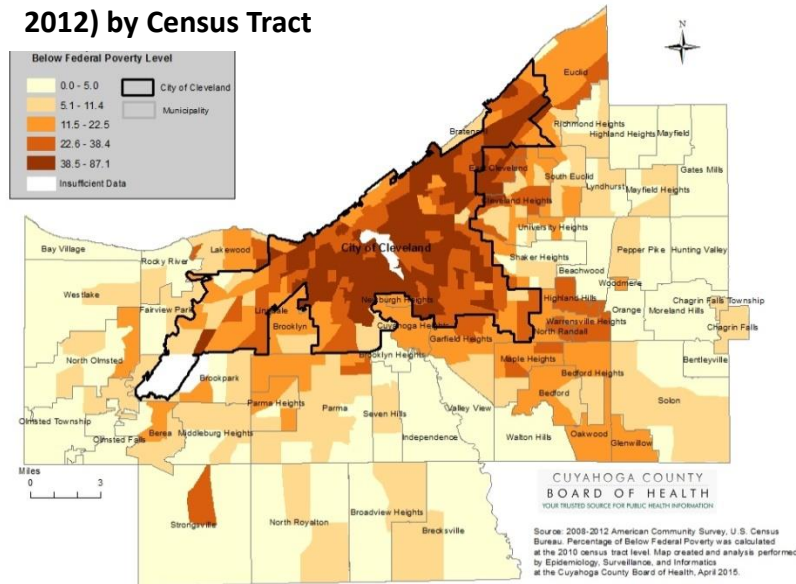 2012) by Census Tract
Below Federal Poverty Level
0.0 - 5.0
5.1 - 11.4
11.5 - 22.5
22.6 - 38.4
38.5 - 87.1
Insufficient Data
City of Cleveland
Municipality
Euclid
Richmond Heights
Highland Heights
Mayfield
Gates Mills
East Cleveland
South Euclid
Lyndhurst
Mayfield Heights
Cleveland Heights
University Heights
Pepper Pike
Hunting Valley
Shaker Heights
Beachwood
Woodmere
Orange
Moreland Hills
Chagrin Falls Township
Chagrin Falls
Bentleyville
Highland Hills
Warrensville Heights
North Randall
Bay Village
Rocky River
Lakewood
Westlake
Fairview Park
City of Cleveland
Brooklyn
Newburgh Heights
Cuyahoga Heights
Garfield Heights
Brooklyn Heights
Maple Heights
Bedford Heights
Bedford
Solon
North Olmsted
Brookpark
Parma Heights
Parma
Seven Hills
Valley View
Independence
Walton Hills
Oakwood
Glenwillow
Olmsted Township
Olmsted Falls
Berea
Middleburg Heights
Strongsville
North Royalton
Broadview Heights
Brecksville
Miles
0 3
CUYAHOGA COUNTY
BOARD OF HEALTH
YOUR TRUSTED SOURCE FOR PUBLIC HEALTH INFORMATION
Source: 2008-2012 American Community Survey, U.S. Census
Bureau. Percentage of Below Federal Poverty was calculated
at the 2010 census tract level. Map created and analysis performed
by Epidemiology, Surveillance, and Informatics
at the Cuyahoga County Board of Health, April 2015.